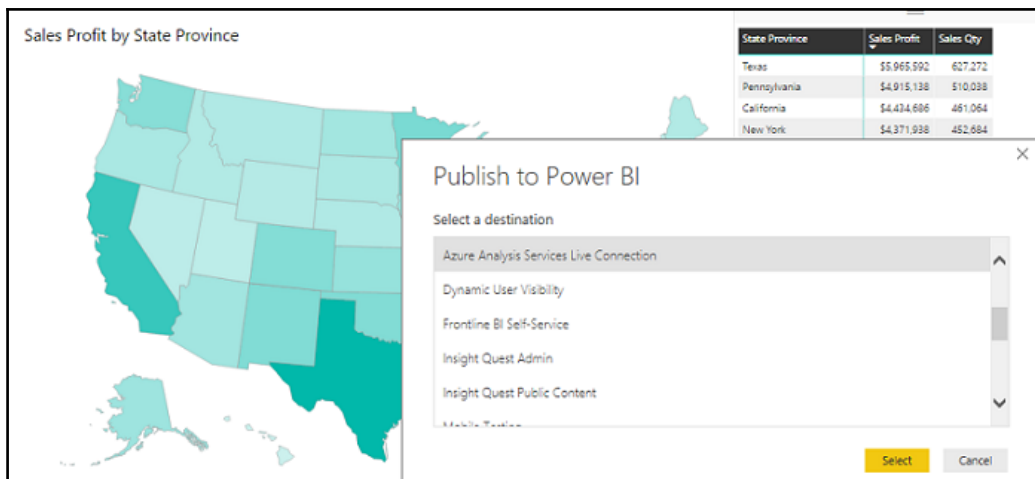 Sales Profit by State Province
State Province Sales Profit Sales Qty
Texas $5,965,592 627,272
Pennsylvania $4,915,138 510,038
California $4,434,686 461,064
New York $4,371,938 452,684
Publish to Power BI
Select a destination
Azure Analysis Services Live Connection
Dynamic User Visibility
Frontline BI Self-Service
Insight Quest Admin
Insight Quest Public Content
Mobile Testing
Select Cancel